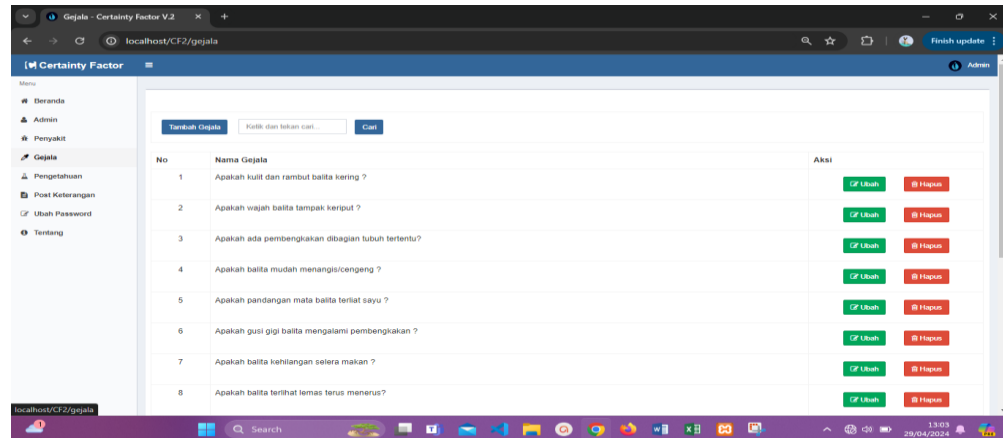 Gejala - Certainty Factor V.2
localhost/CF2/gejala
Finish update
Certainty Factor
Admin
Menu
Beranda
Admin
Penyakit
Gejala
Pengetahuan
Post Keterangan
Ubah Password
Tentang
Tambah Gejala
Ketik dan tekan cari...
Cari
No Nama Gejala Aksi
1 Apakah kulit dan rambut balita kering ? Ubah Hapus
2 Apakah wajah balita tampak keriput ? Ubah Hapus
3 Apakah ada pembengkakan dibagian tubuh tertentu? Ubah Hapus
4 Apakah balita mudah menangis/cengeng ? Ubah Hapus
5 Apakah pandangan mata balita terliat sayu ? Ubah Hapus
6 Apakah gusi gigi balita mengalami pembengkakan ? Ubah Hapus
7 Apakah balita kehilangan selera makan ? Ubah Hapus
8 Apakah balita terlihat lemas terus menerus? Ubah Hapus
localhost/CF2/gejala
1
Search
13:03
29/04/2024